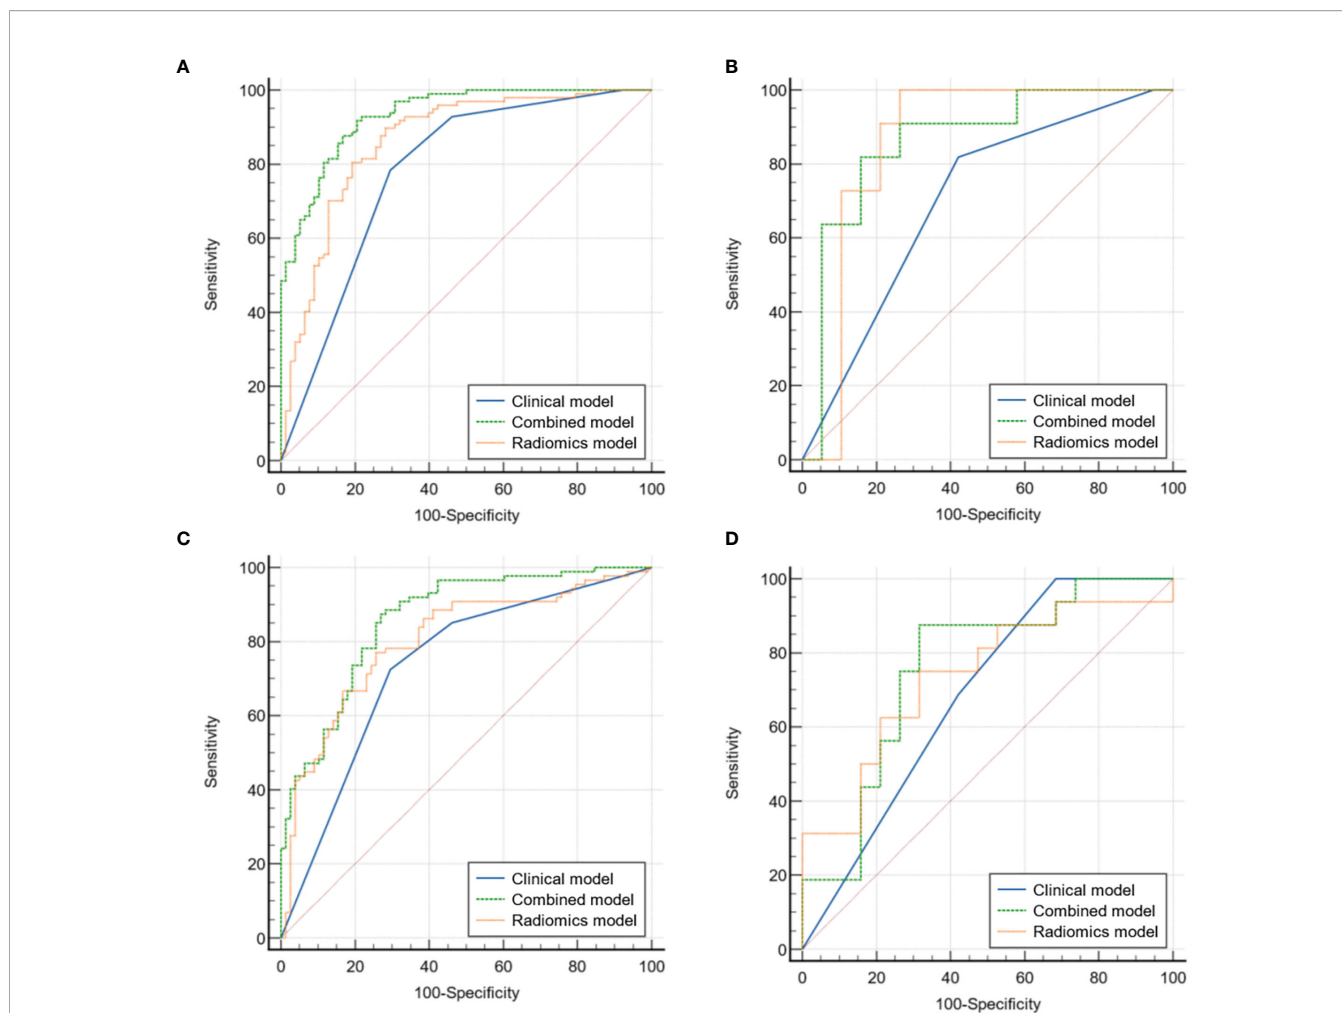 A
Sensitivity
100
80
60
40
20
0
0 20 40 60 80 100
100-Specificity
Clinical model
Combined model
Radiomics model
B
Sensitivity
100
80
60
40
20
0
0 20 40 60 80 100
100-Specificity
Clinical model
Combined model
Radiomics model
C
Sensitivity
100
80
60
40
20
0
0 20 40 60 80 100
100-Specificity
Clinical model
Combined model
Radiomics model
D
Sensitivity
100
80
60
40
20
0
0 20 40 60 80 100
100-Specificity
Clinical model
Combined model
Radiomics model